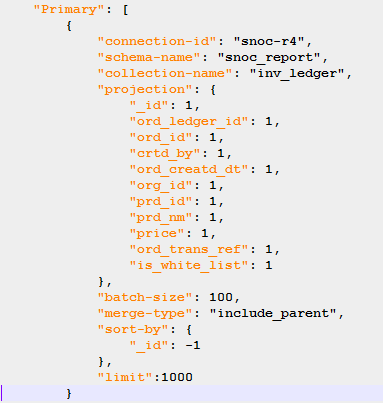 "Primary": [
{
"connection-id": "snoc-r4",
"schema-name": "snoc_report",
"collection-name": "inv_ledger",
"projection": {
"_id": 1,
"ord_ledger_id": 1,
"ord_id": 1,
"crtd_by": 1,
"ord_creatd_dt": 1,
"org_id": 1,
"prd_id": 1,
"prd_nm": 1,
"price": 1,
"ord_trans_ref": 1,
"is_white_list": 1
},
"batch-size": 100,
"merge-type": "include_parent",
"sort-by": {
"_id": -1
},
"limit":1000
}